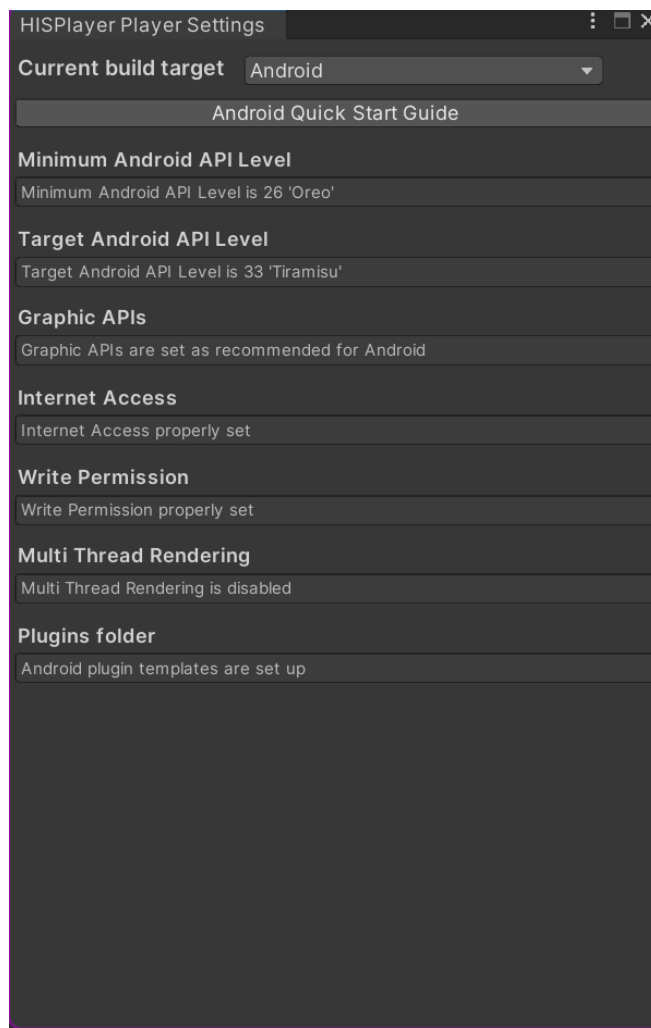 HISPlayer Player Settings
Current build target Android
Android Quick Start Guide
Minimum Android API Level
Minimum Android API Level is 26 'Oreo'
Target Android API Level
Target Android API Level is 33 'Tiramisu'
Graphic APIs
Graphic APIs are set as recommended for Android
Internet Access
Internet Access properly set
Write Permission
Write Permission properly set
Multi Thread Rendering
Multi Thread Rendering is disabled
Plugins folder
Android plugin templates are set up